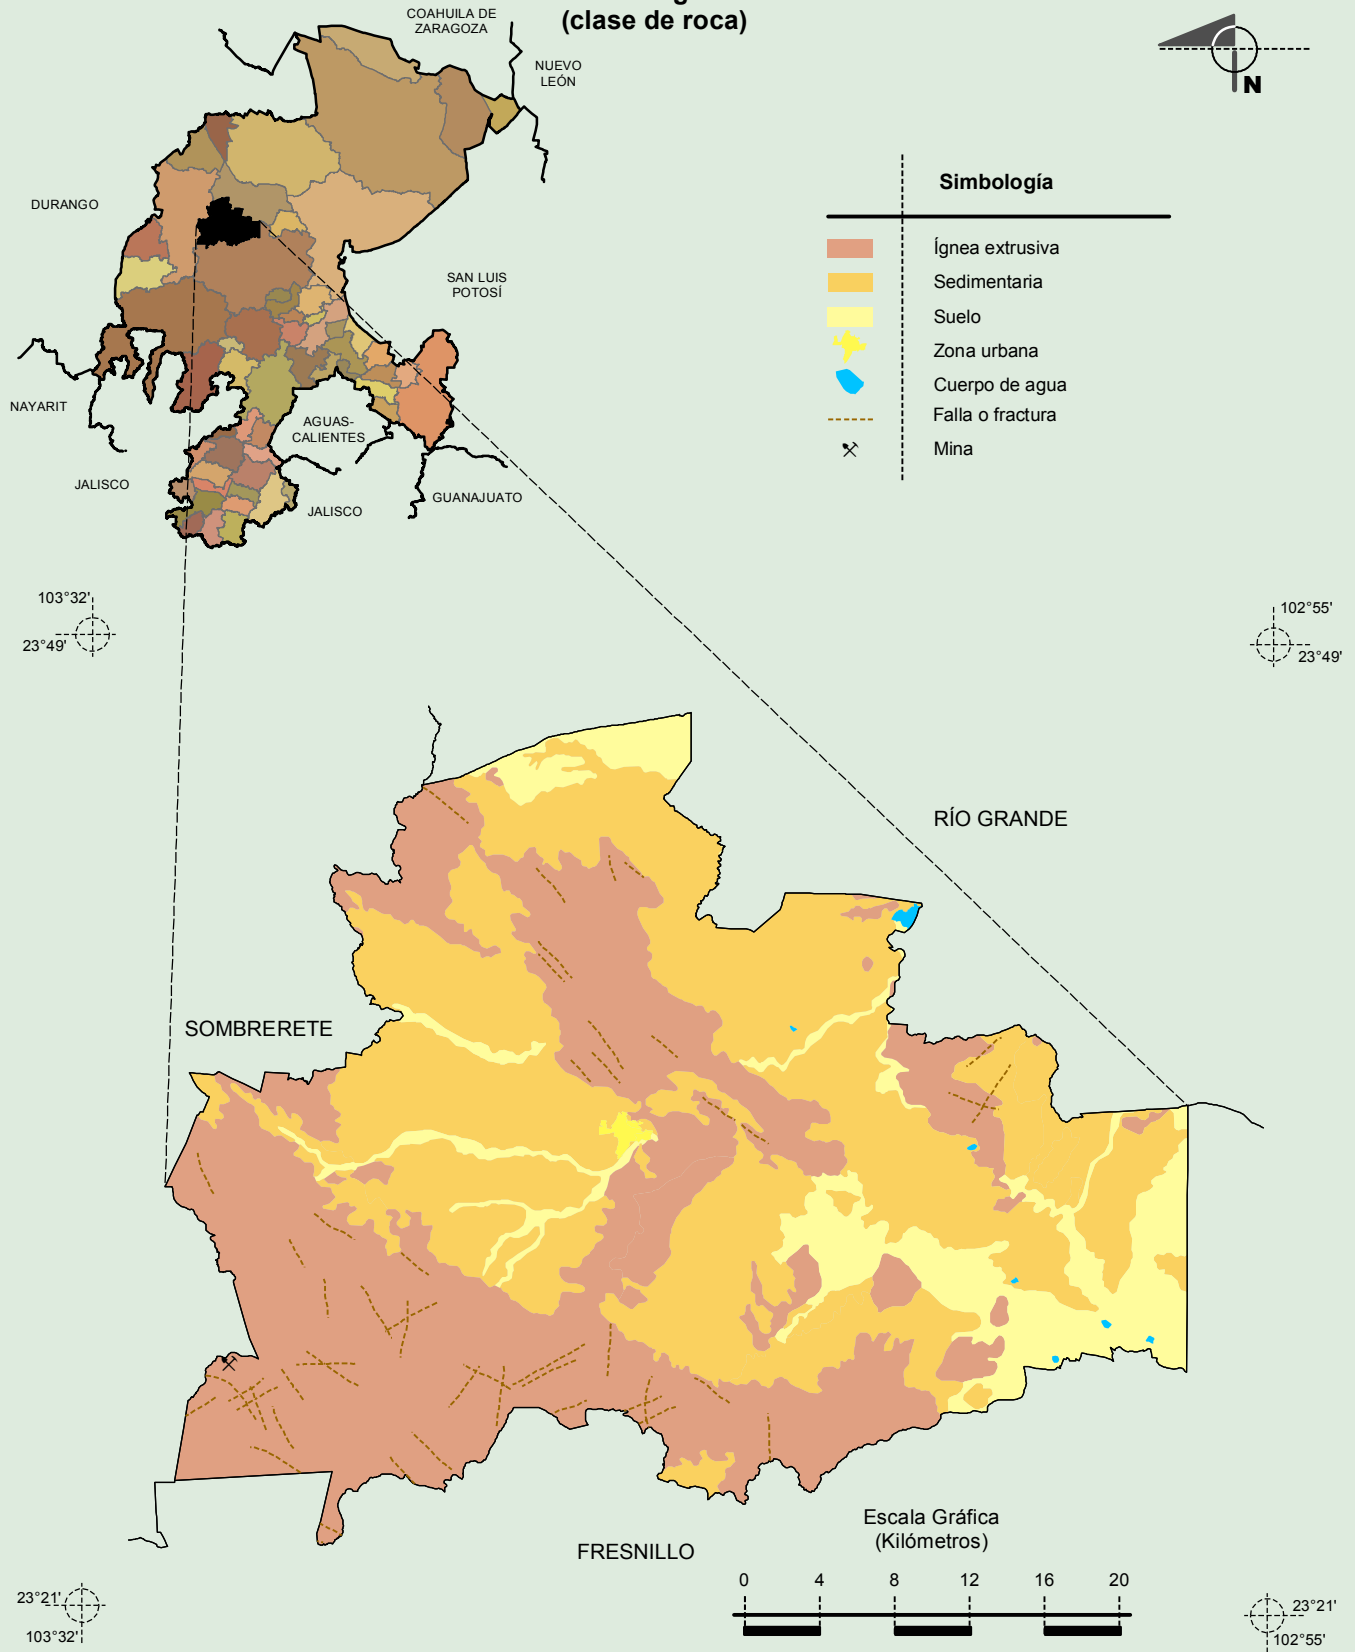 (clase de roca)
COAHUILA DE
ZARAGOZA
NUEVO
LEÓN
N
DURANGO
SAN LUIS
POTOSÍ
NAYARIT
AGUAS-
CALIENTES
JALISCO
JALISCO
GUANAJUATO
Simbología
Ígnea extrusiva
Sedimentaria
Suelo
Zona urbana
Cuerpo de agua
Falla o fractura
Mina
103°32'
23°49'
102°55'
23°49'
RÍO GRANDE
SOMBRERETE
FRESNILLO
Escala Gráfica
(Kilómetros)
0 4 8 12 16 20
23°21'
103°32'
23°21'
102°55'